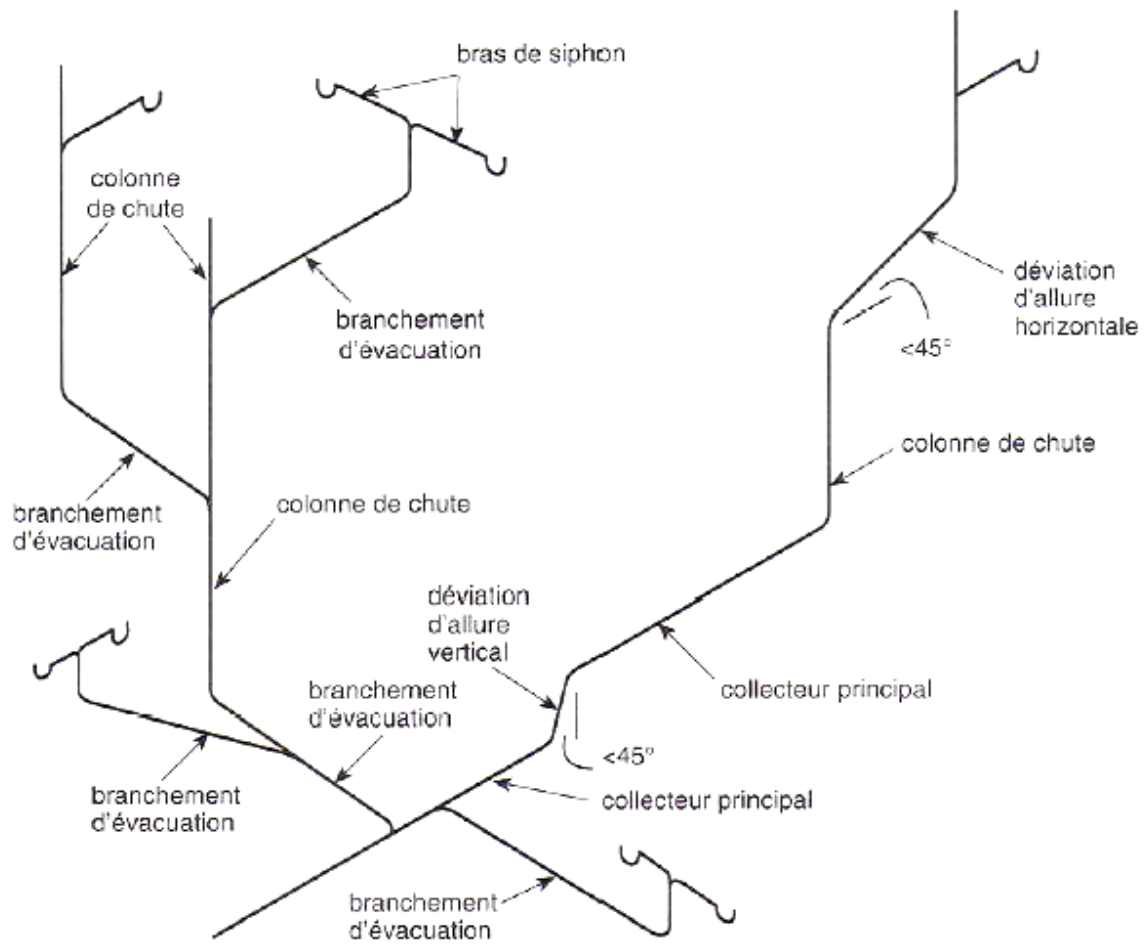 bras de siphon
colonne
de chute
branchement
d'évacuation
déviation
d'allure
horizontale
<45°
colonne de chute
branchement
d'évacuation
colonne de chute
déviation
d'allure
vertical
collecteur principal
branchement
d'évacuation
<45°
branchement
d'évacuation
collecteur principal
branchement
d'évacuation